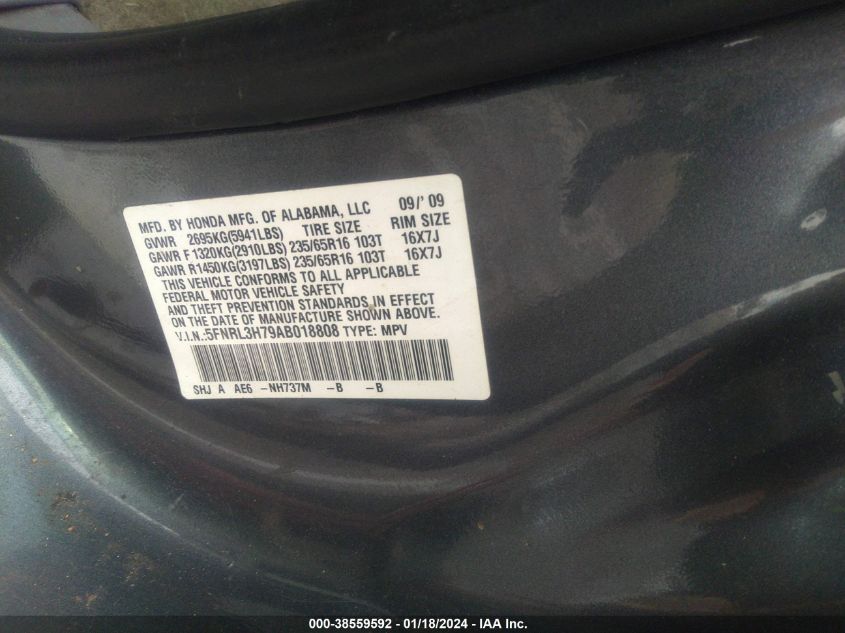 MFD. BY HONDA MFG. OF ALABAMA, LLC 09/' 09
GVWR 2695KG(5941LBS) TIRE SIZE RIM SIZE
GAWR F1320KG(2910LBS) 235/65R16 103T 16X7J
GAWR R1450KG(3197LBS) 235/65R16 103T 16X7J
THIS VEHICLE CONFORMS TO ALL APPLICABLE
FEDERAL MOTOR VEHICLE SAFETY
AND THEFT PREVENTION STANDARDS IN EFFECT
ON THE DATE OF MANUFACTURE SHOWN ABOVE.
V.I.N.:5FNRL3H79AB018808 TYPE: MPV
SHJ A AE6 -NH737M -B -B
000-38559592 - 01/18/2024 - IAA Inc.